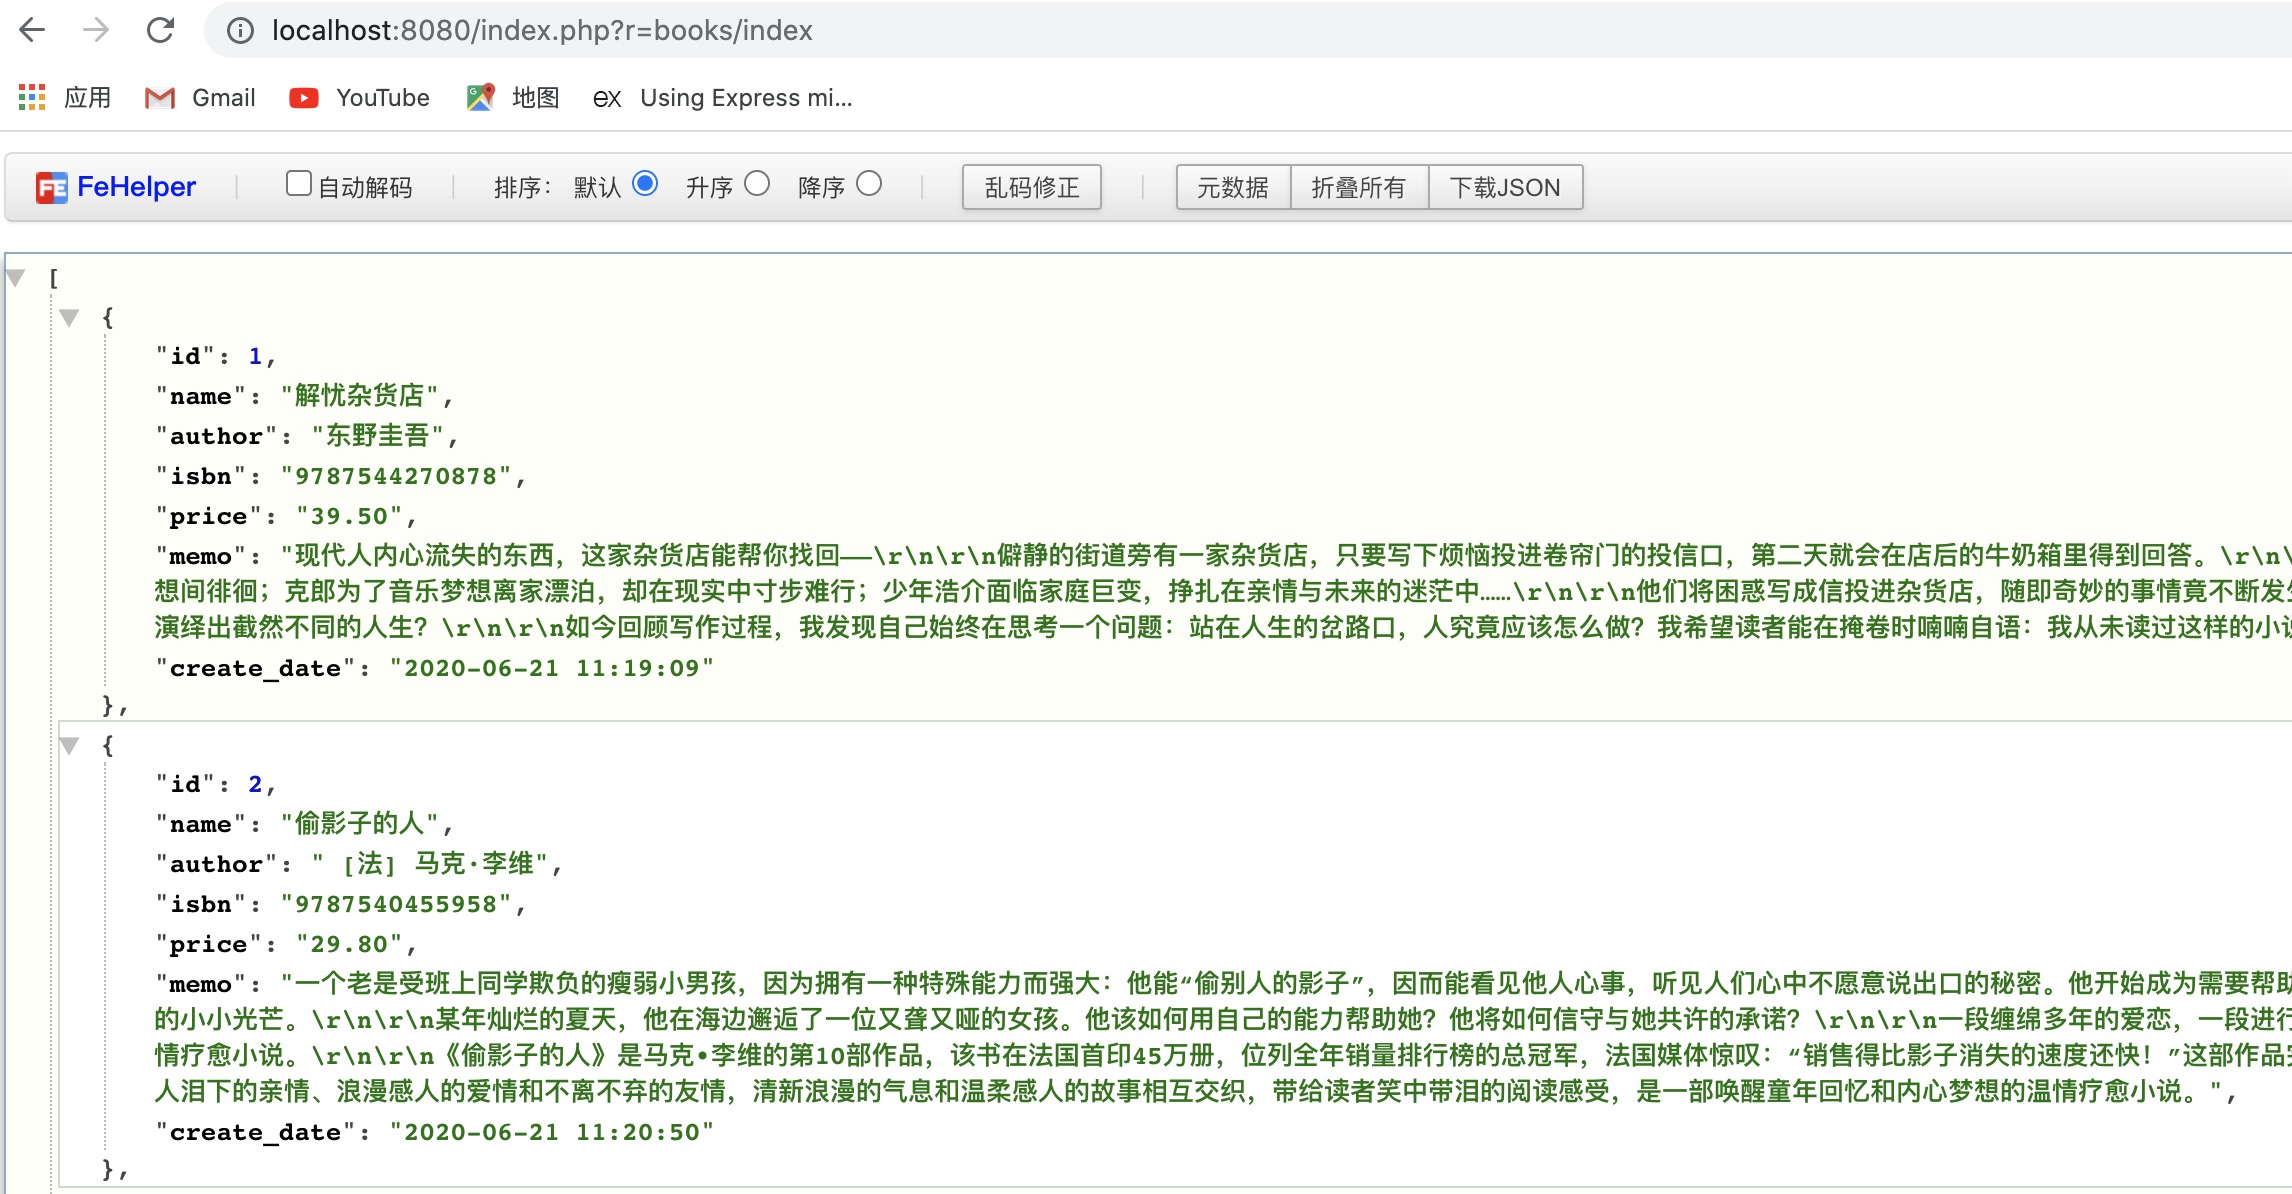 localhost:8080/index.php?r=books/index
应用 Gmail YouTube 地图 ex Using Express mi...
FE FeHelper 自动解码 排序： 默认 升序 降序 乱码修正 元数据 折叠所有 下载JSON
[
{
"id": 1,
"name": "解忧杂货店",
"author": "东野圭吾",
"isbn": "9787544270878",
"price": "39.50",
"memo": "现代人内心流失的东西，这家杂货店能帮你找回——\r\n\r\n僻静的街道旁有一家杂货店，只要写下烦恼投进卷帘门的投信口，第二天就会在店后的牛奶箱里得到回答。\r\n\
想间徘徊；克郎为了音乐梦想离家漂泊，却在现实中寸步难行；少年浩介面临家庭巨变，挣扎在亲情与未来的迷茫中……\r\n\r\n他们将困惑写成信投进杂货店，随即奇妙的事情竟不断发生
演绎出截然不同的人生？\r\n\r\n如今回顾写作过程，我发现自己始终在思考一个问题：站在人生的岔路口，人究竟应该怎么做？我希望读者能在掩卷时喃喃自语：我从未读过这样的小说
"create_date": "2020-06-21 11:19:09"
},
{
"id": 2,
"name": "偷影子的人",
"author": " [法] 马克·李维",
"isbn": "9787540455958",
"price": "29.80",
"memo": "一个老是受班上同学欺负的瘦弱小男孩，因为拥有一种特殊能力而强大：他能“偷别人的影子”，因而能看见他人心事，听见人们心中不愿意说出口的秘密。他开始成为需要帮助
的小小光芒。\r\n\r\n某年灿烂的夏天，他在海边邂逅了一位又聋又哑的女孩。他该如何用自己的能力帮助她？他将如何信守与她共许的承诺？\r\n\r\n一段缠绵多年的爱恋，一段进行
情疗愈小说。\r\n\r\n《偷影子的人》是马克•李维的第10部作品，该书在法国首印45万册，位列全年销量排行榜的总冠军，法国媒体惊叹：“销售得比影子消失的速度还快！”这部作品完
人泪下的亲情、浪漫感人的爱情和不离不弃的友情，清新浪漫的气息和温柔感人的故事相互交织，带给读者笑中带泪的阅读感受，是一部唤醒童年回忆和内心梦想的温情疗愈小说。",
"create_date": "2020-06-21 11:20:50"
},